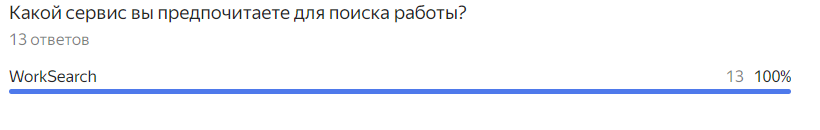 Какой сервис вы предпочитаете для поиска работы?
13 ответов
WorkSearch 13 100%